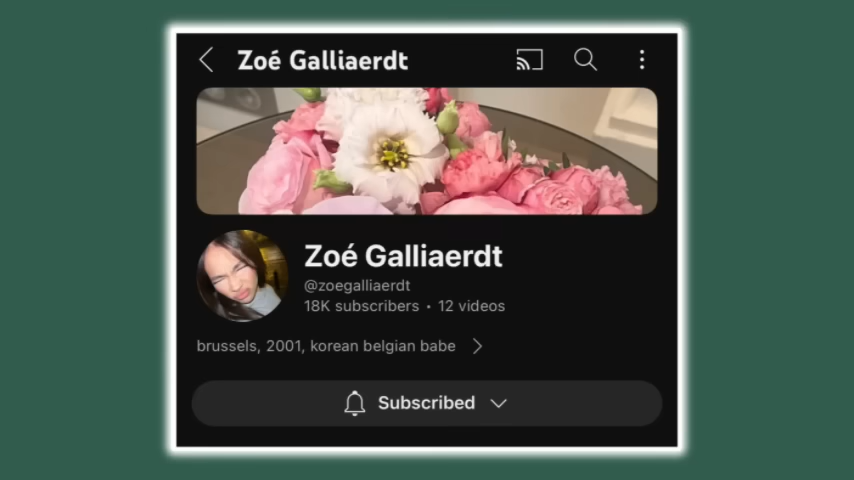 Zoé Galliaerdt
Zoé Galliaerdt
@zoegalliaerdt
18K subscribers • 12 videos
brussels, 2001, korean belgian babe
Subscribed